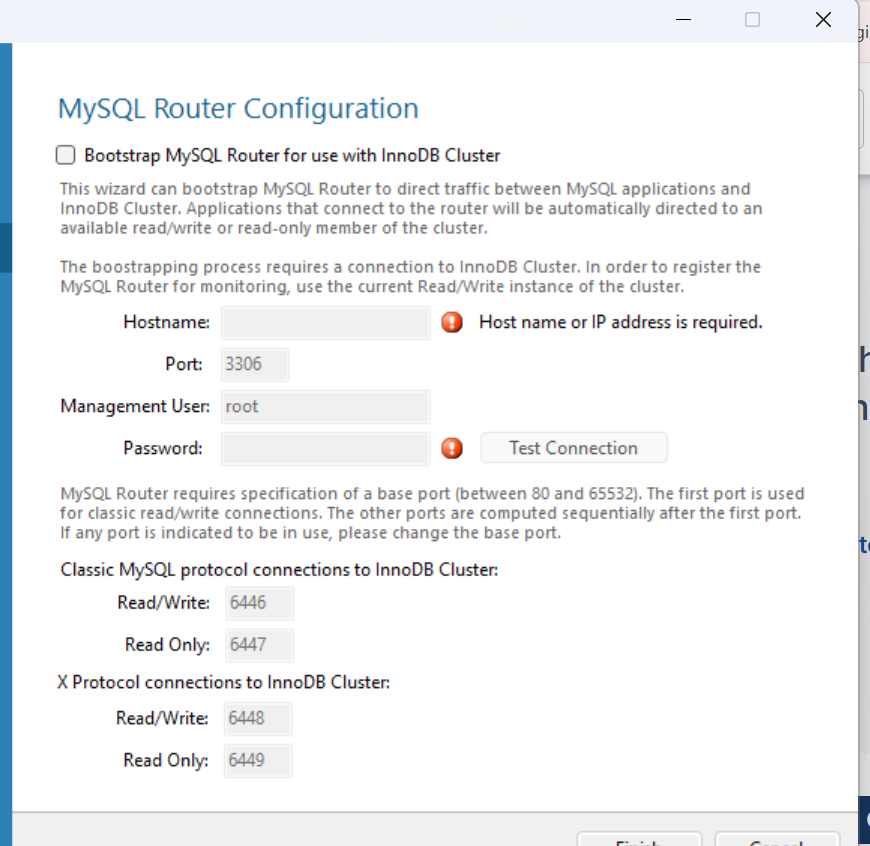 MySQL Router Configuration
Bootstrap MySQL Router for use with InnoDB Cluster
This wizard can bootstrap MySQL Router to direct traffic between MySQL applications and
InnoDB Cluster. Applications that connect to the router will be automatically directed to an
available read/write or read-only member of the cluster.
The boostrapping process requires a connection to InnoDB Cluster. In order to register the
MySQL Router for monitoring, use the current Read/Write instance of the cluster.
Hostname: Host name or IP address is required.
Port: 3306
Management User: root
Password: Test Connection
MySQL Router requires specification of a base port (between 80 and 65532). The first port is used
for classic read/write connections. The other ports are computed sequentially after the first port.
If any port is indicated to be in use, please change the base port.
Classic MySQL protocol connections to InnoDB Cluster:
Read/Write: 6446
Read Only: 6447
X Protocol connections to InnoDB Cluster:
Read/Write: 6448
Read Only: 6449